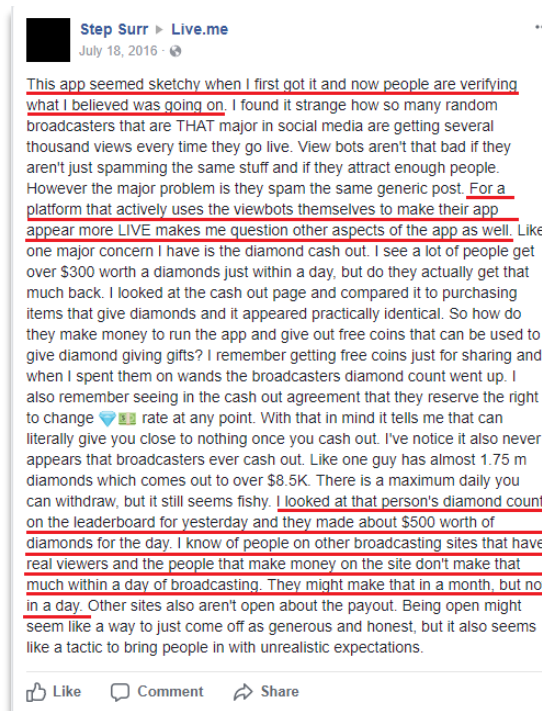 Step Surr ▸ Live.me
July 18, 2016 ·
This app seemed sketchy when I first got it and now people are verifying
what I believed was going on. I found it strange how so many random
broadcasters that are THAT major in social media are getting several
thousand views every time they go live. View bots aren't that bad if they
aren't just spamming the same stuff and if they attract enough people.
However the major problem is they spam the same generic post. For a
platform that actively uses the viewbots themselves to make their app
appear more LIVE makes me question other aspects of the app as well. Like
one major concern I have is the diamond cash out. I see a lot of people get
over $300 worth a diamonds just within a day, but do they actually get that
much back. I looked at the cash out page and compared it to purchasing
items that give diamonds and it appeared practically identical. So how do
they make money to run the app and give out free coins that can be used to
give diamond giving gifts? I remember getting free coins just for sharing and
when I spent them on wands the broadcasters diamond count went up. I
also remember seeing in the cash out agreement that they reserve the right
to change 💎💵 rate at any point. With that in mind it tells me that can
literally give you close to nothing once you cash out. I've notice it also never
appears that broadcasters ever cash out. Like one guy has almost 1.75 m
diamonds which comes out to over $8.5K. There is a maximum daily you
can withdraw, but it still seems fishy. I looked at that person's diamond count
on the leaderboard for yesterday and they made about $500 worth of
diamonds for the day. I know of people on other broadcasting sites that have
real viewers and the people that make money on the site don't make that
much within a day of broadcasting. They might make that in a month, but no
in a day. Other sites also aren't open about the payout. Being open might
seem like a way to just come off as generous and honest, but it also seems
like a tactic to bring people in with unrealistic expectations.
Like Comment Share